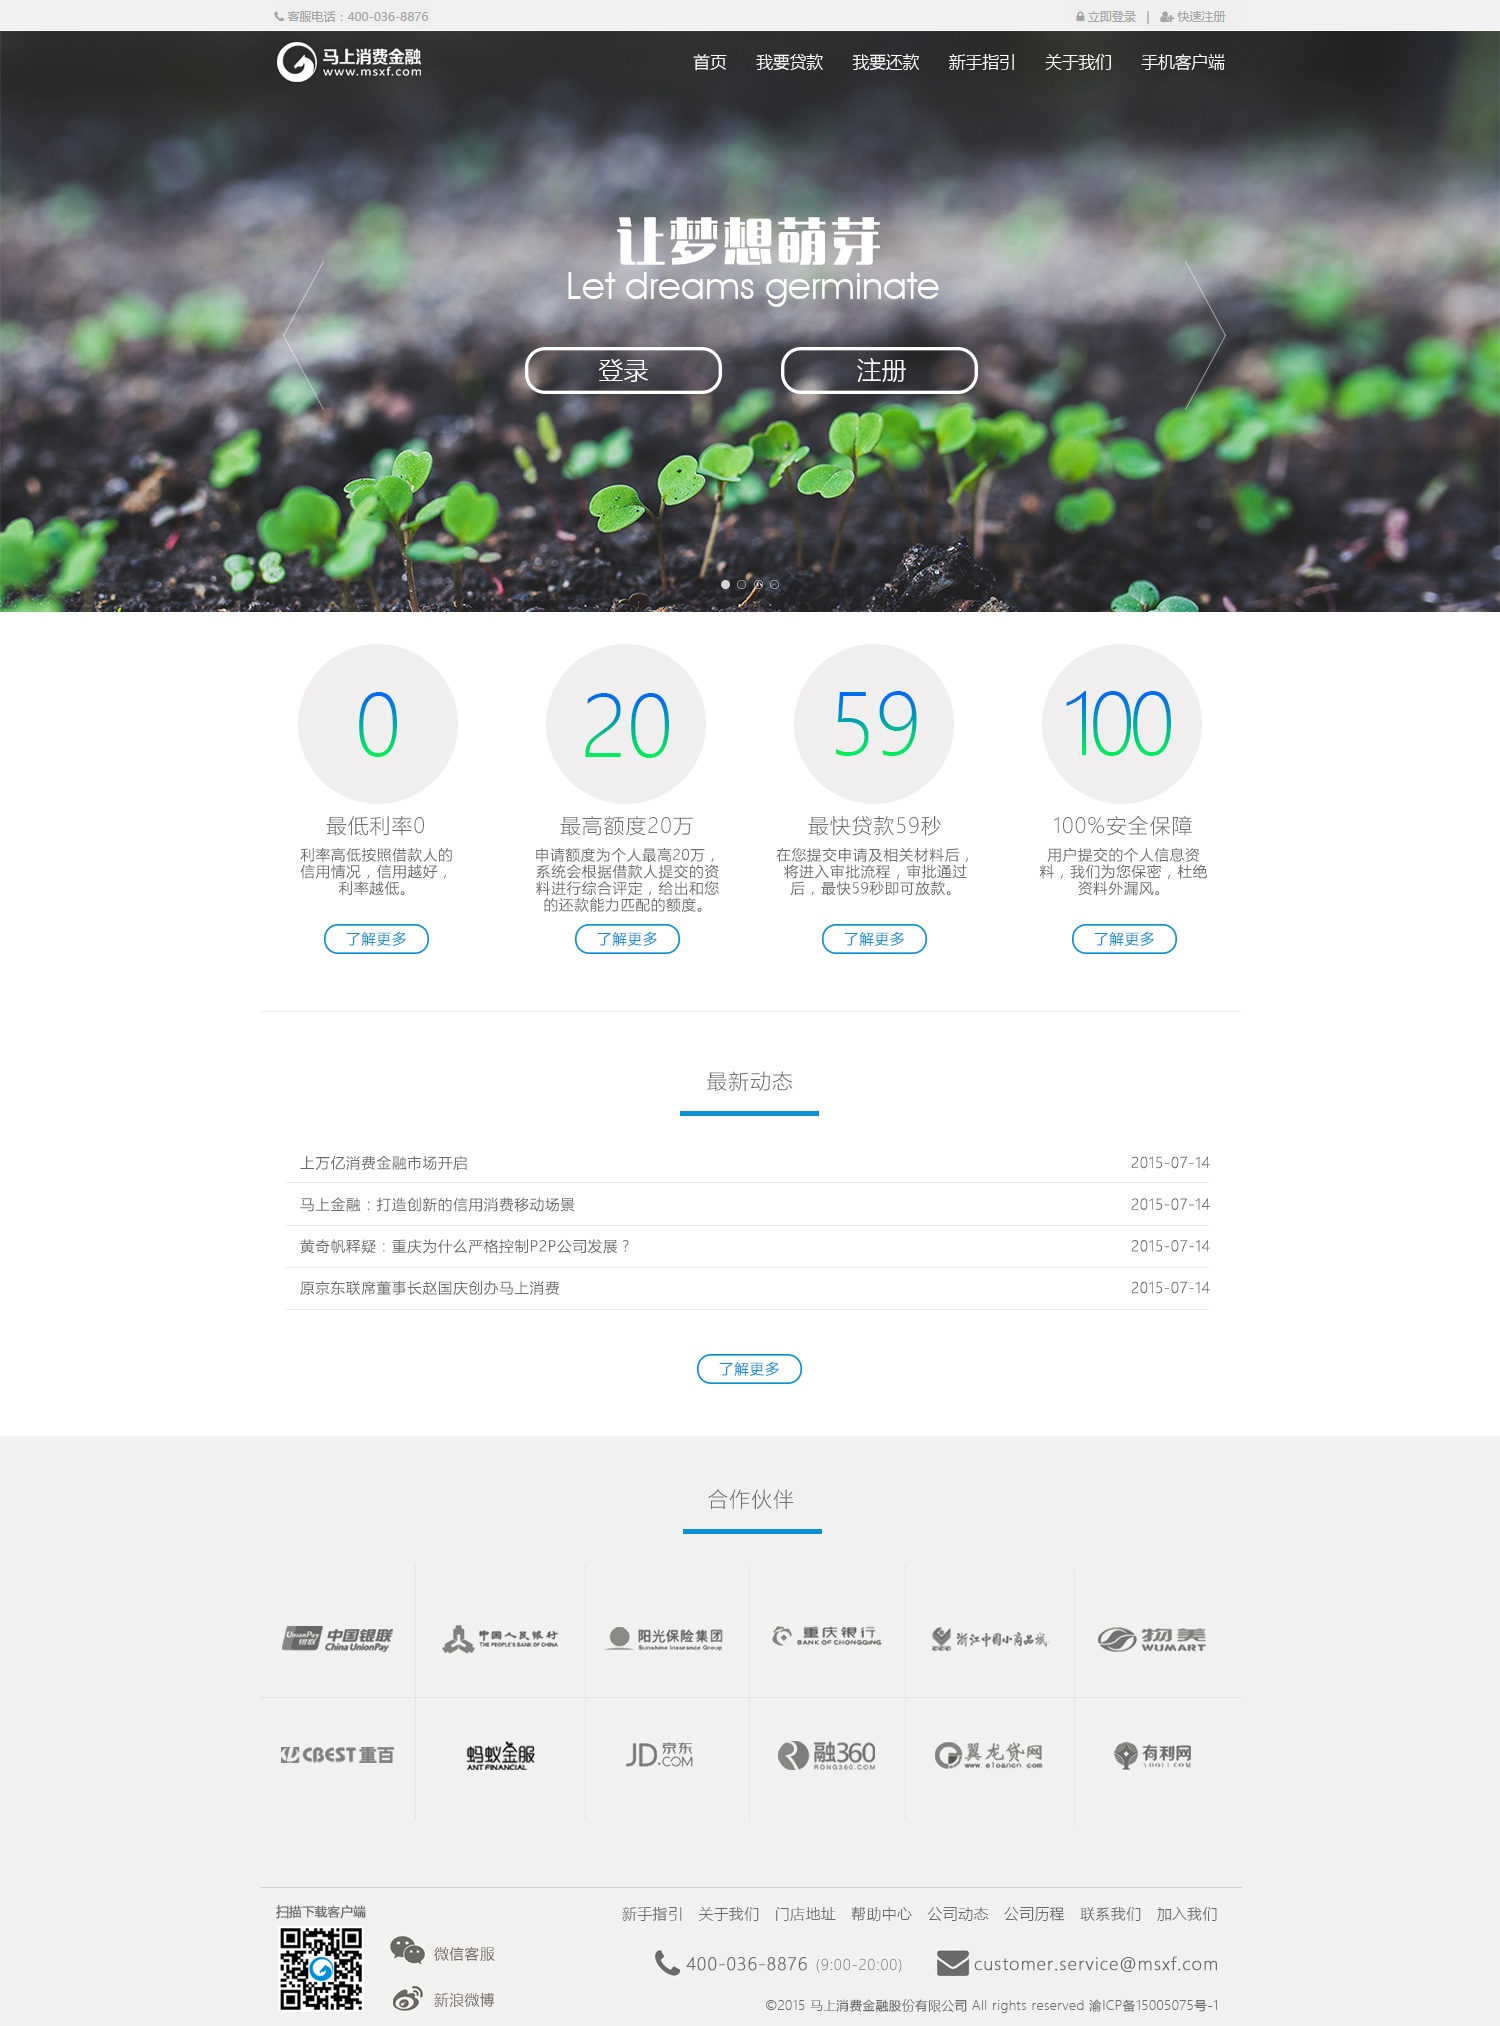 客服电话：400-036-8876
立即登录 | 快速注册
马上消费金融
www.msxf.com
首页 我要贷款 我要还款 新手指引 关于我们 手机客户端
让梦想萌芽
Let dreams germinate
登录 注册
0 20 59 100
最低利率0
利率高低按照借款人的
信用情况，信用越好，
利率越低。
了解更多
最高额度20万
申请额度为个人最高20万，
系统会根据借款人提交的资
料进行综合评定，给出和您
的还款能力匹配的额度。
了解更多
最快贷款59秒
在您提交申请及相关材料后，
将进入审批流程，审批通过
后，最快59秒即可放款。
了解更多
100%安全保障
用户提交的个人信息资
料，我们为您保密，杜绝
资料外漏风。
了解更多
最新动态
上万亿消费金融市场开启 2015-07-14
马上金融：打造创新的信用消费移动场景 2015-07-14
黄奇帆释疑：重庆为什么严格控制P2P公司发展？ 2015-07-14
原京东联席董事长赵国庆创办马上消费 2015-07-14
了解更多
合作伙伴
UnionPay 银联 中国银联 China UnionPay
中国人民银行 THE PEOPLE'S BANK OF CHINA
阳光保险集团 Sunshine Insurance Group
重庆银行 BANK OF CHONGQING
浙江中国小商品城
物美 WUMART
CBEST 重百
蚂蚁金服 ANT FINANCIAL
JD 京东 .COM
融360 RONG360.COM
翼龙贷网 www.eloancn.com
有利网 YOOLI.COM
扫描下载客户端
微信客服
新浪微博
新手指引 关于我们 门店地址 帮助中心 公司动态 公司历程 联系我们 加入我们
400-036-8876 (9:00-20:00) customer.service@msxf.com
©2015 马上消费金融股份有限公司 All rights reserved 渝ICP备15005075号-1